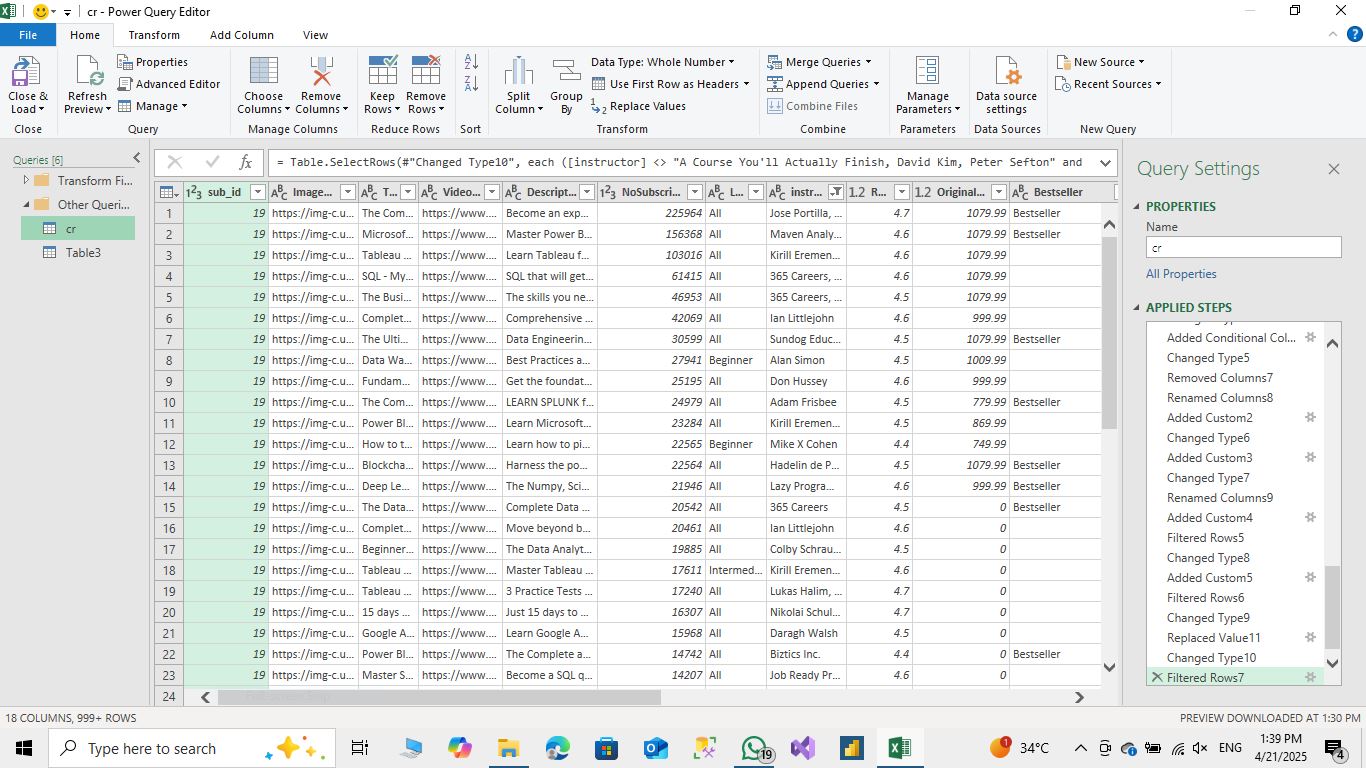 cr - Power Query Editor
File Home Transform Add Column View
Close & Load
Close
Refresh Preview
Properties
Advanced Editor
Manage
Query
Choose Columns
Remove Columns
Manage Columns
Keep Rows
Remove Rows
Reduce Rows
Sort
Split Column
Group By
Data Type: Whole Number
Use First Row as Headers
Replace Values
Transform
Merge Queries
Append Queries
Combine Files
Combine
Manage Parameters
Parameters
Data source settings
Data Sources
New Source
Recent Sources
New Query
Queries [6]
Transform Fi...
Other Queri...
cr
Table3
fx = Table.SelectRows(#"Changed Type10", each ([instructor] <> "A Course You'll Actually Finish, David Kim, Peter Sefton" and
sub_id Image... T... Video... Descript... NoSubscri... L... instr... 1.2 R... 1.2 Original... Bestseller
1 19 https://img-c.u... The Com... https://www.... Become an exp... 225964 All Jose Portilla, ... 4.7 1079.99 Bestseller
2 19 https://img-c.u... Microsof... https://www.... Master Power B... 156368 All Maven Analy... 4.6 1079.99 Bestseller
3 19 https://img-c.u... Tableau ... https://www.... Learn Tableau f... 103016 All Kirill Eremen... 4.6 1079.99
4 19 https://img-c.u... SQL - My... https://www.... SQL that will get... 61415 All 365 Careers, ... 4.6 1079.99
5 19 https://img-c.u... The Busi... https://www.... The skills you ne... 46953 All 365 Careers, ... 4.5 1079.99
6 19 https://img-c.u... Complet... https://www.... Comprehensive ... 42069 All Ian Littlejohn 4.6 999.99
7 19 https://img-c.u... The Ulti... https://www.... Data Engineerin... 30599 All Sundog Educ... 4.5 1079.99 Bestseller
8 19 https://img-c.u... Data Wa... https://www.... Best Practices a... 27941 Beginner Alan Simon 4.5 1009.99
9 19 https://img-c.u... Fundam... https://www.... Get the foundat... 25195 All Don Hussey 4.6 999.99
10 19 https://img-c.u... The Com... https://www.... LEARN SPLUNK f... 24979 All Adam Frisbee 4.6 779.99 Bestseller
11 19 https://img-c.u... Power BI... https://www.... Learn Microsoft... 23284 All Kirill Eremen... 4.5 869.99
12 19 https://img-c.u... How to t... https://www.... Learn how to pi... 22565 Beginner Mike X Cohen 4.4 749.99
13 19 https://img-c.u... Blockcha... https://www.... Harness the po... 22564 All Hadelin de P... 4.5 1079.99 Bestseller
14 19 https://img-c.u... Deep Le... https://www.... The Numpy, Sci... 21946 All Lazy Progra... 4.6 999.99 Bestseller
15 19 https://img-c.u... The Data... https://www.... Complete Data ... 20542 All 365 Careers 4.5 0 Bestseller
16 19 https://img-c.u... Complet... https://www.... Move beyond b... 20461 All Ian Littlejohn 4.6 0
17 19 https://img-c.u... Beginner... https://www.... The Data Analyt... 19885 All Colby Schrau... 4.5 0
18 19 https://img-c.u... Tableau ... https://www.... Master Tableau ... 17611 Intermed... Kirill Eremen... 4.6 0
19 19 https://img-c.u... Tableau ... https://www.... 3 Practice Tests ... 17240 All Lukas Halim, ... 4.7 0
20 19 https://img-c.u... 15 days ... https://www.... Just 15 days to ... 16307 All Nikolai Schul... 4.7 0
21 19 https://img-c.u... Google A... https://www.... Learn Google A... 15968 All Daragh Walsh 4.5 0
22 19 https://img-c.u... Power BI... https://www.... The Complete a... 14742 All Biztics Inc. 4.4 0 Bestseller
23 19 https://img-c.u... Master S... https://www.... Become a SQL q... 14207 All Job Ready Pr... 4.6 0
24
Query Settings
PROPERTIES
Name
cr
All Properties
APPLIED STEPS
Added Conditional Col...
Changed Type5
Removed Columns7
Renamed Columns8
Added Custom2
Changed Type6
Added Custom3
Changed Type7
Renamed Columns9
Added Custom4
Filtered Rows5
Changed Type8
Added Custom5
Filtered Rows6
Changed Type9
Replaced Value11
Changed Type10
Filtered Rows7
18 COLUMNS, 999+ ROWS
PREVIEW DOWNLOADED AT 1:30 PM
Type here to search
19
1
34°C
ENG
1:39 PM
4/21/2025
4